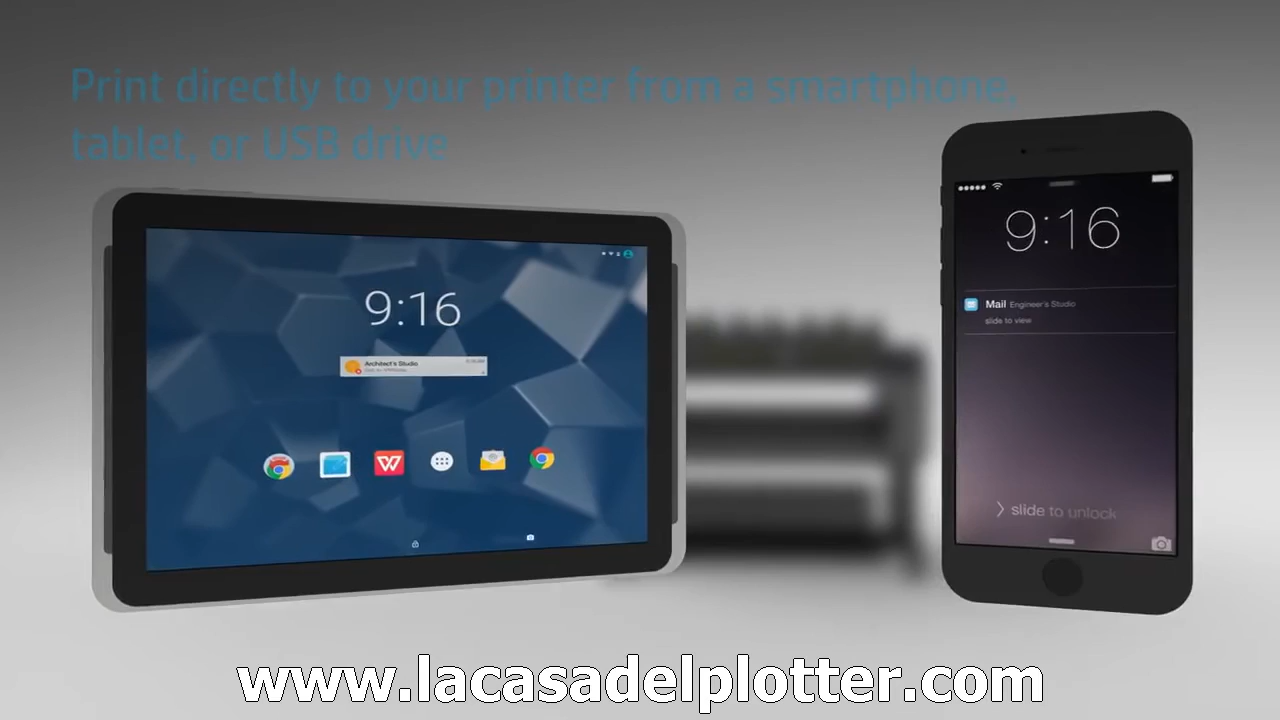 Print directly to your printer from a smartphone,
tablet, or USB drive
9:16
Architect's Studio
9:16
Mail Engineer's Studio
slide to view
slide to unlock
www.lacasadelplotter.com